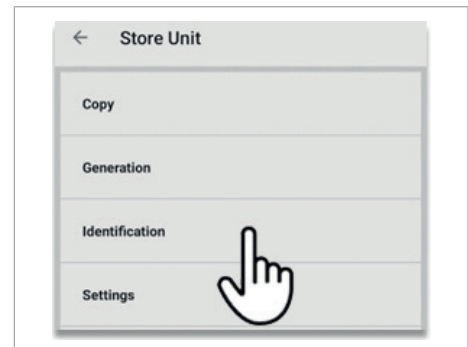 Store Unit
Copy
Generation
Identification
Settings